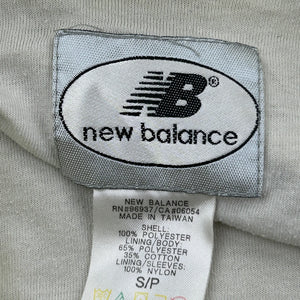 NB
new balance
NEW BALANCE
RN#96937/CA#06054
MADE IN TAIWAN
SHELL:
100% POLYESTER
LINING/BODY:
65% POLYESTER
35% COTTON
LINING/SLEEVES:
100% NYLON
S/P